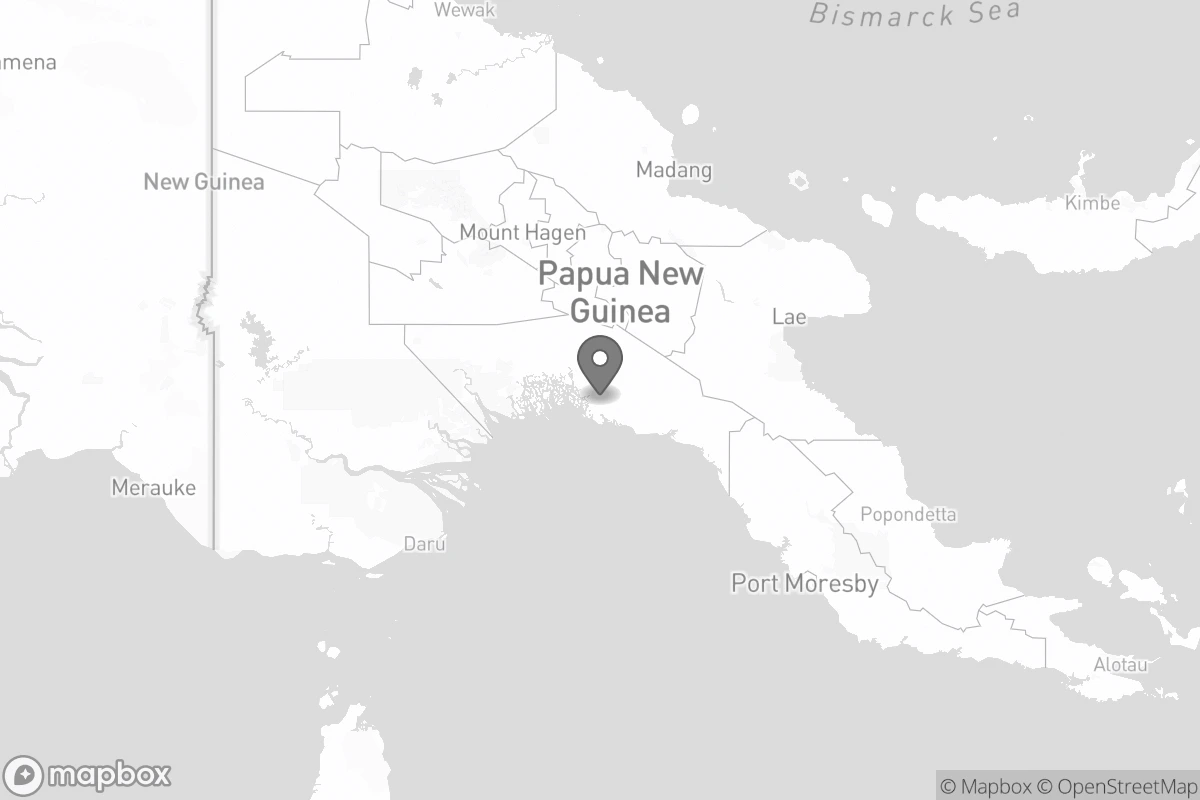 Wewak
Bismarck Sea
amena
Madang
New Guinea
Kimbe
Mount Hagen
Papua New
Guinea
Lae
Merauke
Popondetta
Daru
Port Moresby
Alotau
mapbox
© Mapbox © OpenStreetMap